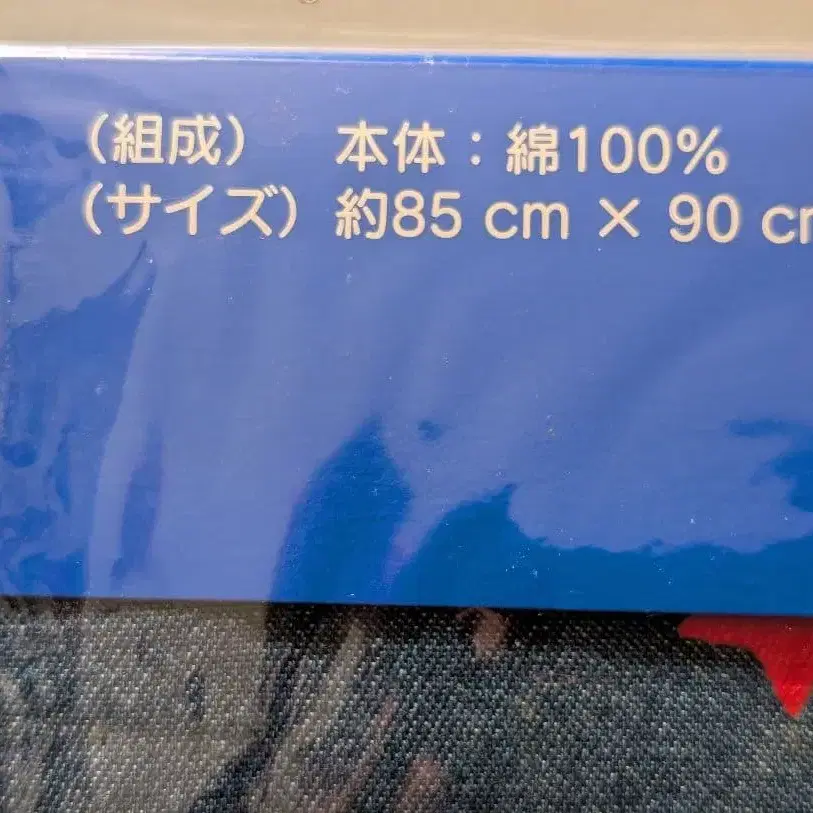 （組成）　本体：綿100%
（サイズ）約85 cm × 90 c